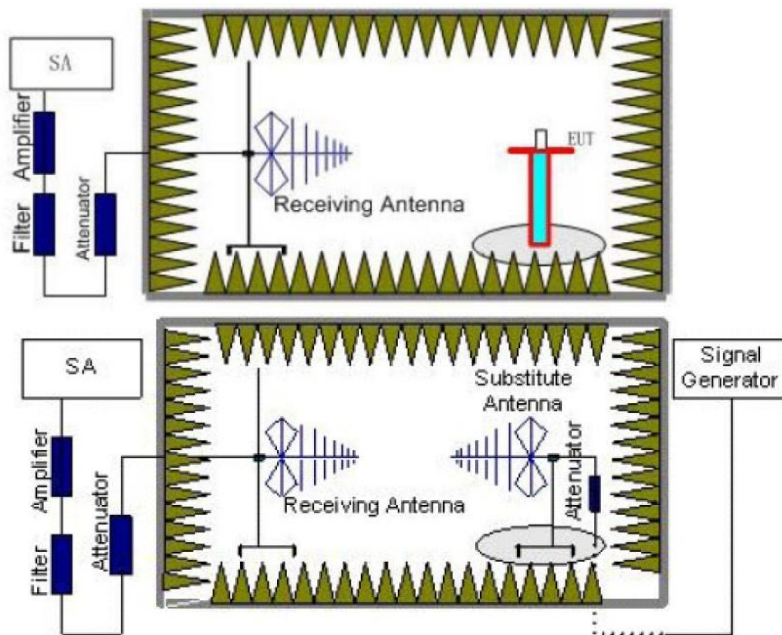 SA
Amplifier
Filter
Attenuator
Receiving Antenna
EUT
SA
Amplifier
Filter
Attenuator
Receiving Antenna
Substitute
Antenna
Attenuator
Signal
Generator